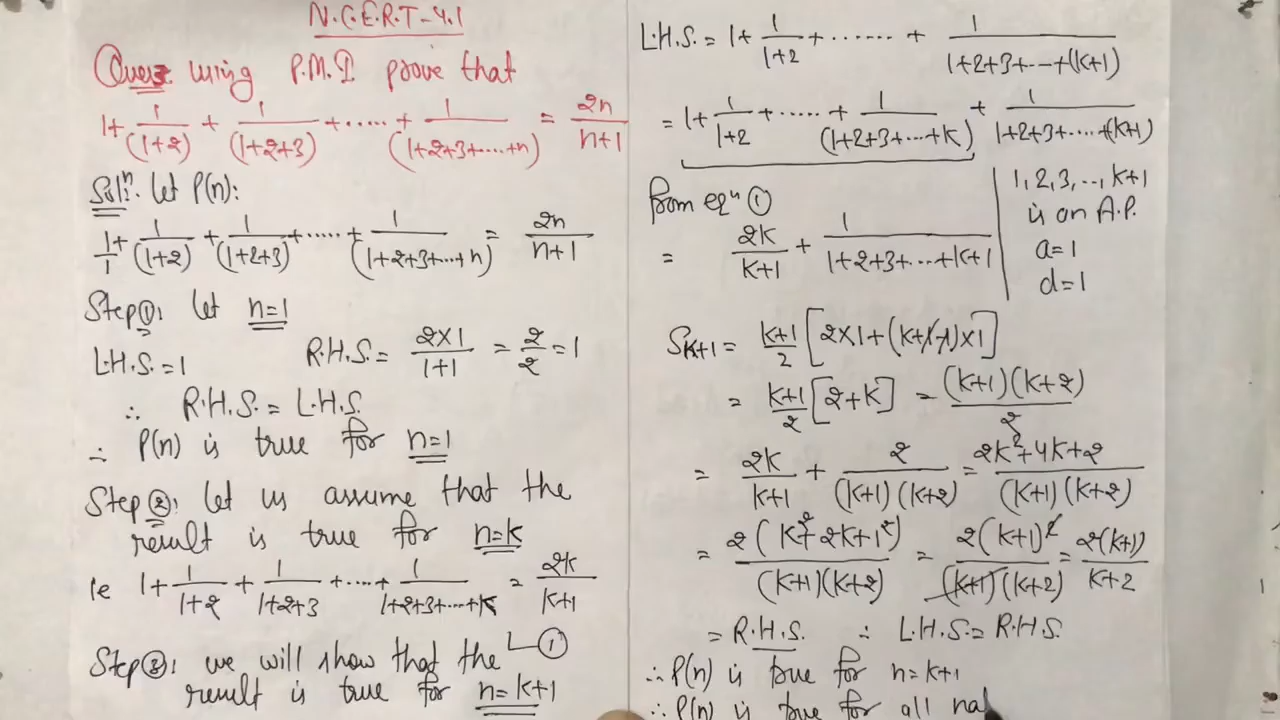 N.C.E.R.T-4.1
Ques3. using P.M.I prove that
1 + 1/(1+2) + 1/(1+2+3) + ..... + 1/(1+2+3+....+n) = 2n/(n+1)
Solⁿ. let P(n):
1/1 + 1/(1+2) + 1/(1+2+3) + ..... + 1/(1+2+3+...+n) = 2n/(n+1)
Step①: let n=1
L.H.S.=1 R.H.S.= (2×1)/(1+1) = 2/2 = 1
∴ R.H.S. = L.H.S.
∴ P(n) is true for n=1
Step②: let us assume that the
result is true for n=k
ie 1 + 1/(1+2) + 1/(1+2+3) + ..... + 1/(1+2+3+...+k) = 2k/(k+1)
①
Step③: we will show that the
result is true for n=k+1
L.H.S. = 1 + 1/(1+2) + ....... + 1/(1+2+3+...+(k+1))
= 1 + 1/(1+2) + ...... + 1/(1+2+3+...+k) + 1/(1+2+3+....+(k+1))
from eqⁿ ①
= 2k/(k+1) + 1/(1+2+3+...+k+1)
1,2,3,..,k+1
is an A.P.
a=1
d=1
Sk+1 = (k+1)/2 [2×1+(k+1-1)×1]
= (k+1)/2 [2+k] = (k+1)(k+2)/2
= 2k/(k+1) + 2/((k+1)(k+2)) = (2k²+4k+2)/((k+1)(k+2))
= 2(k²+2k+1²)/((k+1)(k+2)) = 2(k+1)²/((k+1)(k+2)) = 2(k+1)/(k+2)
= R.H.S. ∴ L.H.S.= R.H.S.
∴ P(n) is true for n=k+1
∴ P(n) is true for all nat